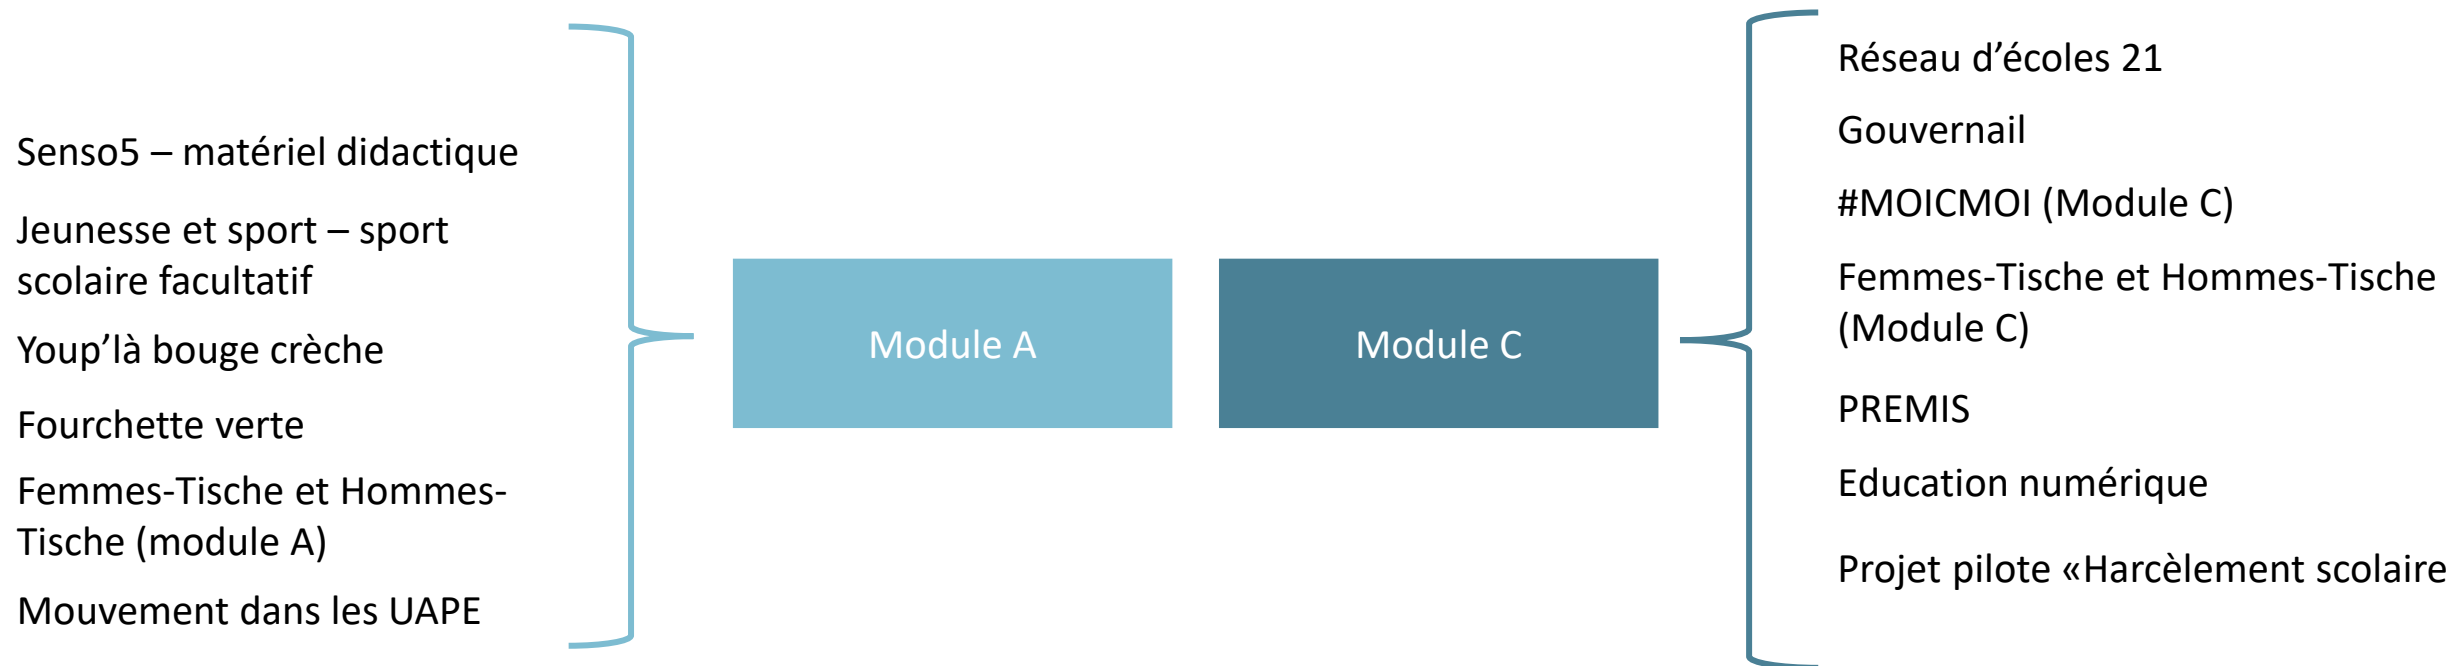 Senso5 – matériel didactique
Jeunesse et sport – sport
scolaire facultatif
Youp’là bouge crèche
Fourchette verte
Femmes-Tische et Hommes-
Tische (module A)
Mouvement dans les UAPE
Module A
Module C
Réseau d’écoles 21
Gouvernail
#MOICMOI (Module C)
Femmes-Tische et Hommes-Tische
(Module C)
PREMIS
Education numérique
Projet pilote «Harcèlement scolaire